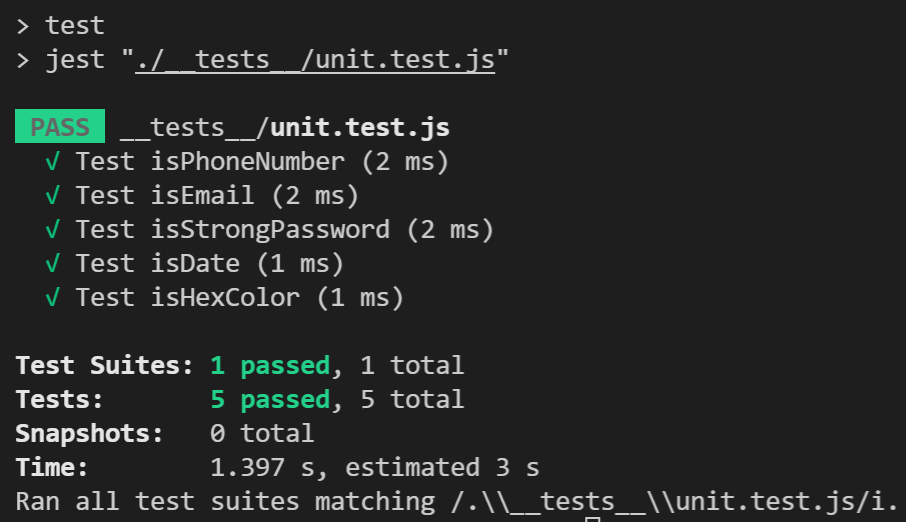 > test
> jest "./__tests__/unit.test.js"
PASS __tests__/unit.test.js
√ Test isPhoneNumber (2 ms)
√ Test isEmail (2 ms)
√ Test isStrongPassword (2 ms)
√ Test isDate (1 ms)
√ Test isHexColor (1 ms)
Test Suites: 1 passed, 1 total
Tests: 5 passed, 5 total
Snapshots: 0 total
Time: 1.397 s, estimated 3 s
Ran all test suites matching /.\\__tests__\\unit.test.js/i.